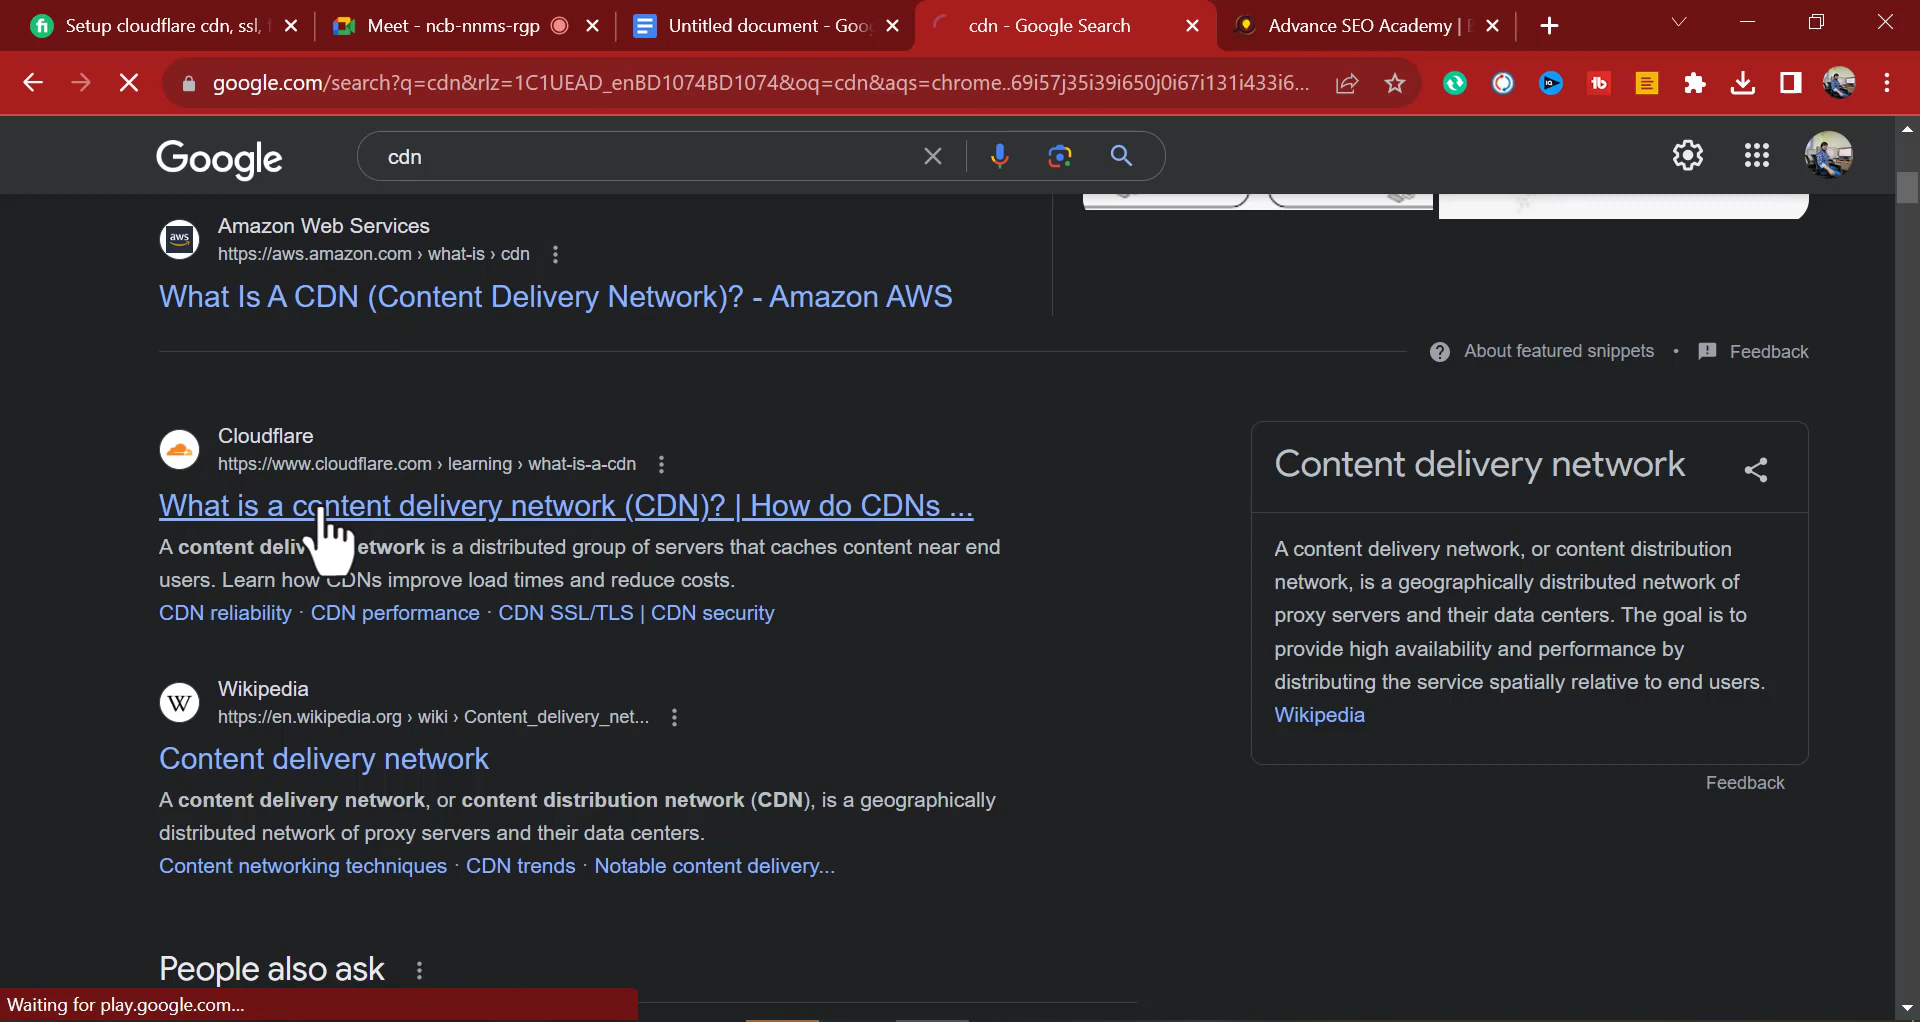 Setup cloudflare cdn, ssl,
Meet - ncb-nnms-rgp
Untitled document - Goo
cdn - Google Search
Advance SEO Academy |
google.com/search?q=cdn&rlz=1C1UEAD_enBD1074BD1074&oq=cdn&aqs=chrome..69i57j35i39i650j0i67i131i433i6...
Google
cdn
Amazon Web Services
https://aws.amazon.com › what-is › cdn
What Is A CDN (Content Delivery Network)? - Amazon AWS
About featured snippets • Feedback
Cloudflare
https://www.cloudflare.com › learning › what-is-a-cdn
What is a content delivery network (CDN)? | How do CDNs ...
A content deliv etwork is a distributed group of servers that caches content near end
users. Learn how CDNs improve load times and reduce costs.
CDN reliability · CDN performance · CDN SSL/TLS | CDN security
Content delivery network
A content delivery network, or content distribution
network, is a geographically distributed network of
proxy servers and their data centers. The goal is to
provide high availability and performance by
distributing the service spatially relative to end users.
Wikipedia
Feedback
W
Wikipedia
https://en.wikipedia.org › wiki › Content_delivery_net...
Content delivery network
A content delivery network, or content distribution network (CDN), is a geographically
distributed network of proxy servers and their data centers.
Content networking techniques · CDN trends · Notable content delivery...
People also ask
Waiting for play.google.com...